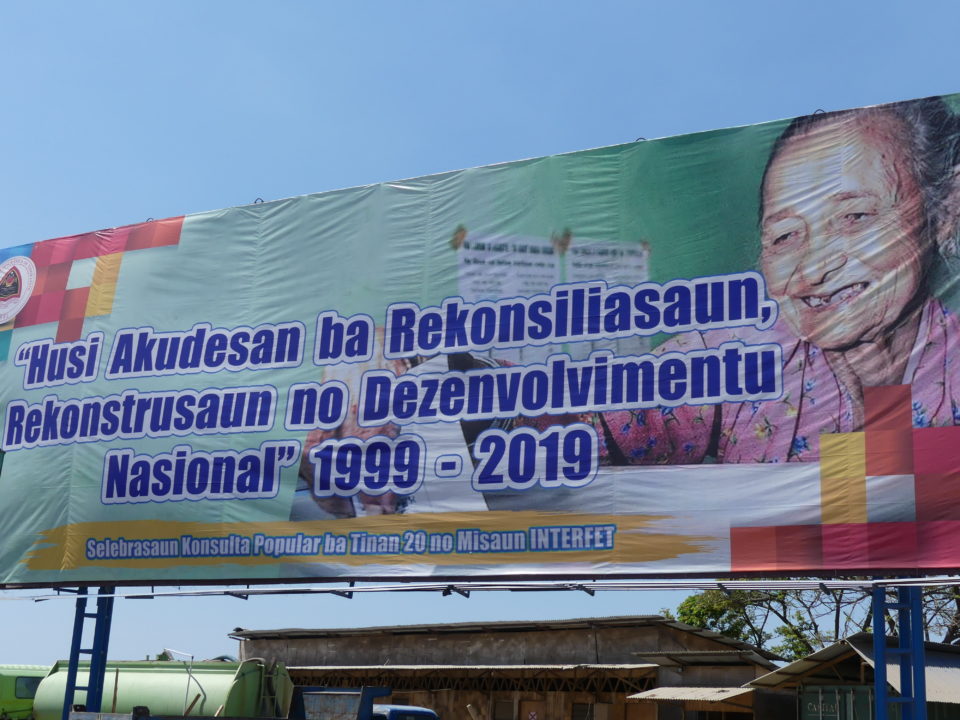 "Husi Akudesan ba Rekonsiliasaun,
Rekonstrusaun no Dezenvolvimentu
Nasional" 1999 - 2019
Selebrasaun Konsulta Popular ba Tinan 20 no Misaun INTERFET